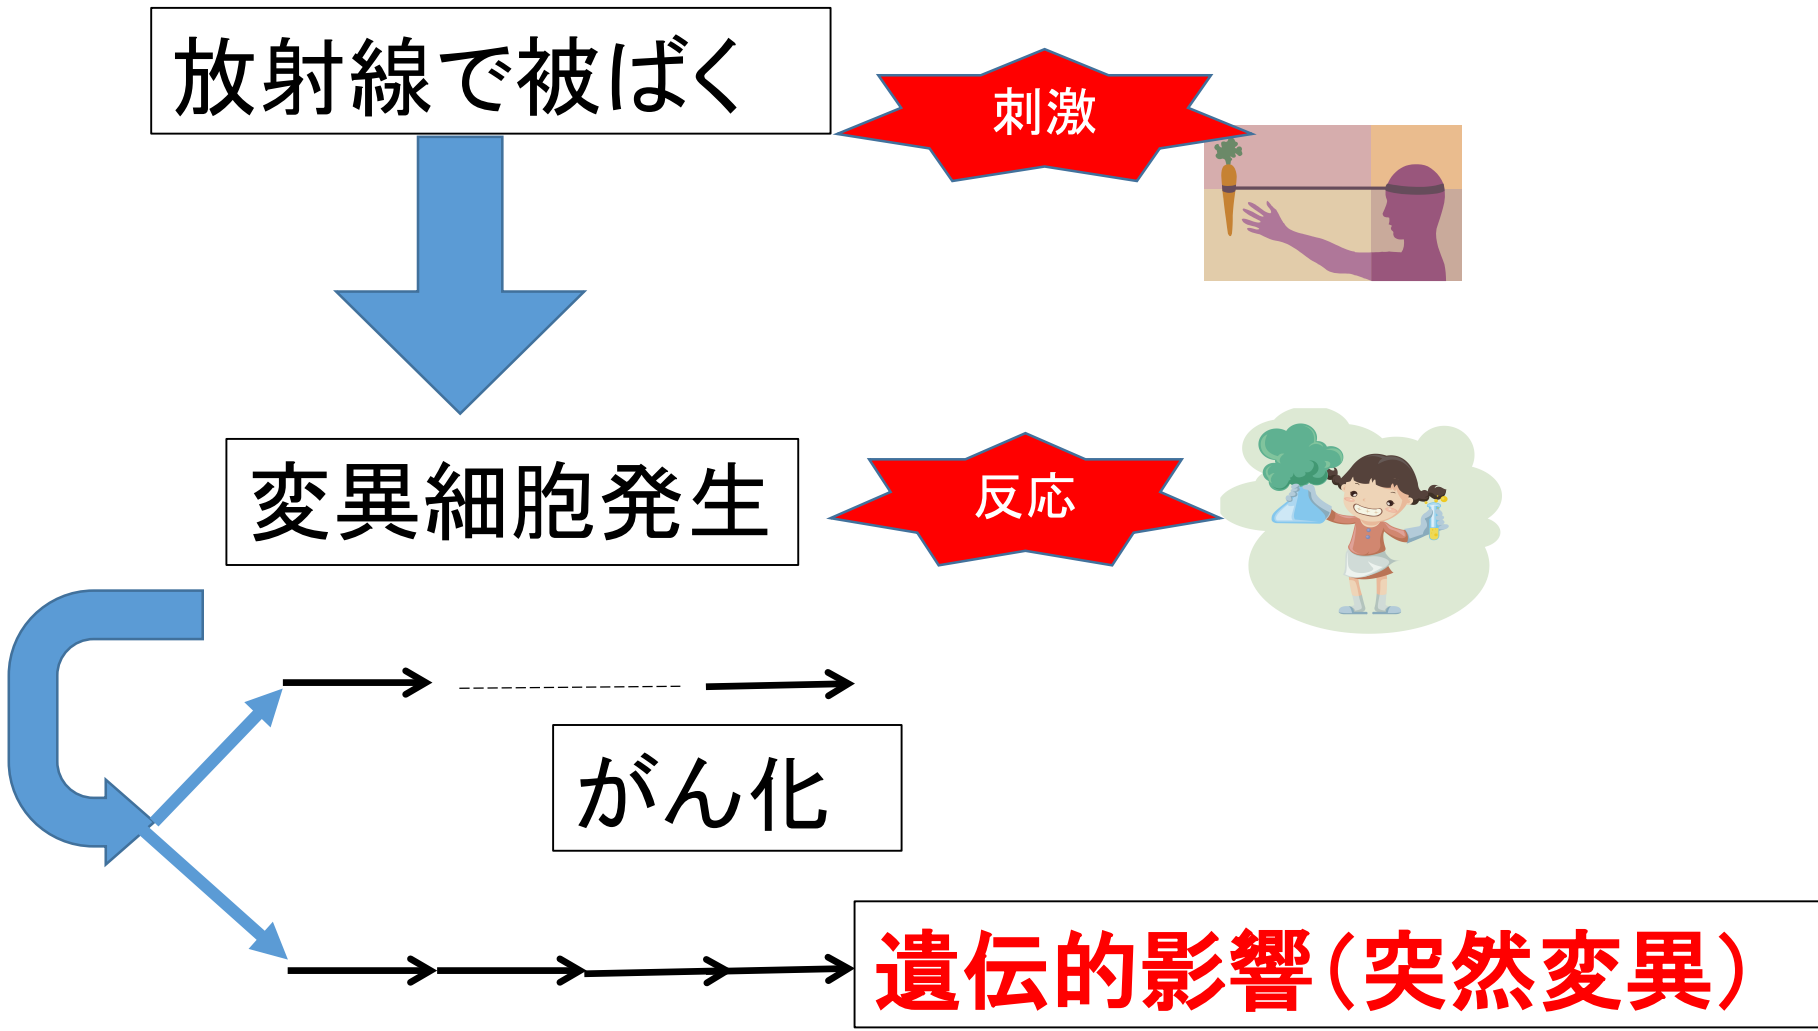 放射線で被ばく
刺激
変異細胞発生
反応
がん化
遺伝的影響(突然変異)